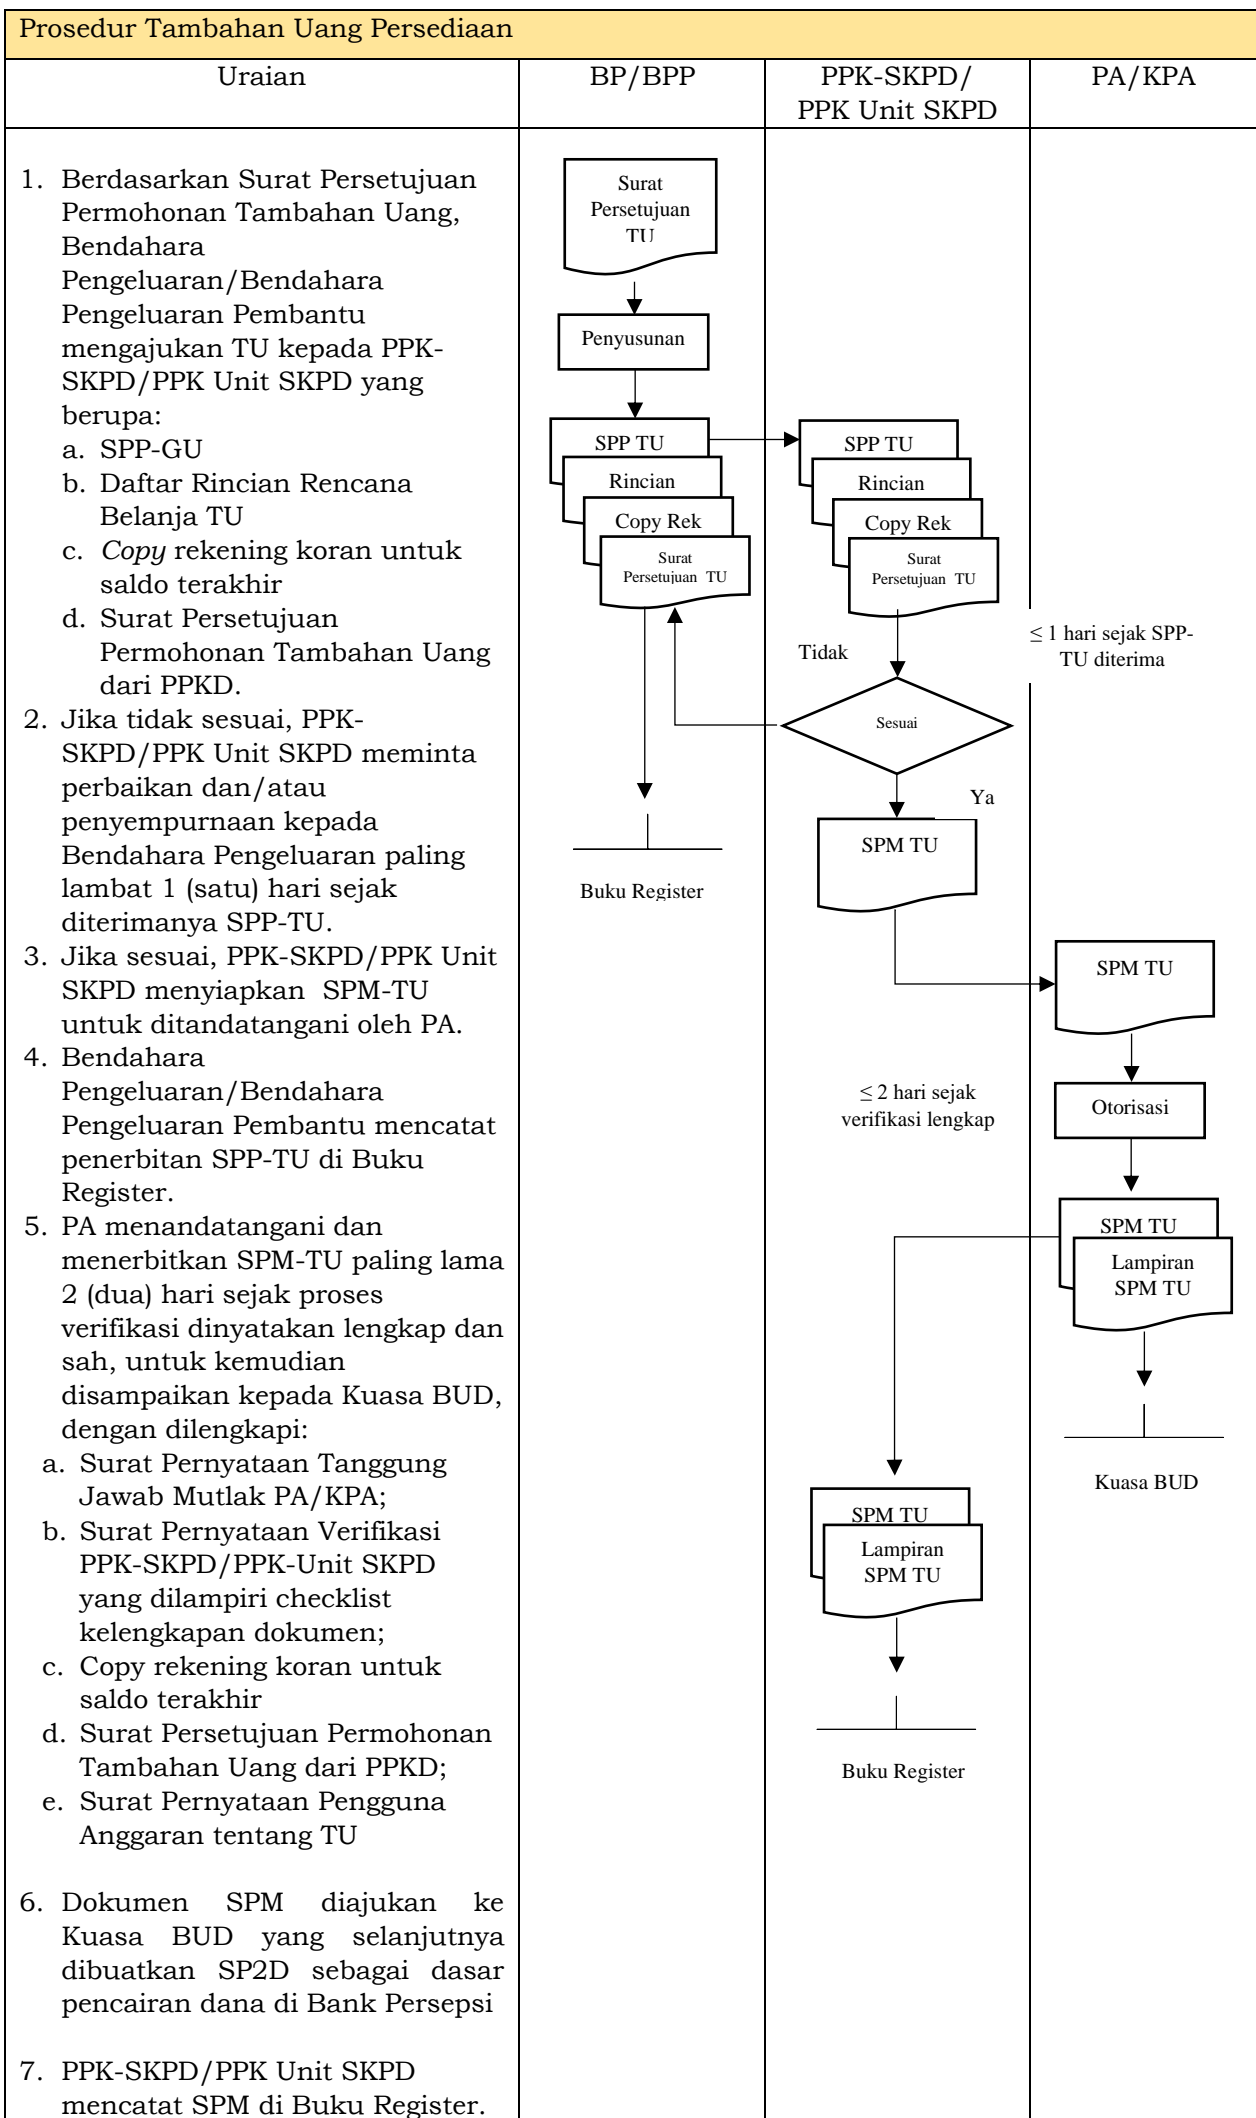 Prosedur Tambahan Uang Persediaan
Uraian
BP/BPP
PPK-SKPD/
PPK Unit SKPD
PA/KPA
1. Berdasarkan Surat Persetujuan
Permohonan Tambahan Uang,
Bendahara
Pengeluaran/Bendahara
Pengeluaran Pembantu
mengajukan TU kepada PPK-
SKPD/PPK Unit SKPD yang
berupa:
a. SPP-GU
b. Daftar Rincian Rencana
Belanja TU
c. Copy rekening koran untuk
saldo terakhir
d. Surat Persetujuan
Permohonan Tambahan Uang
dari PPKD.
2. Jika tidak sesuai, PPK-
SKPD/PPK Unit SKPD meminta
perbaikan dan/atau
penyempurnaan kepada
Bendahara Pengeluaran paling
lambat 1 (satu) hari sejak
diterimanya SPP-TU.
3. Jika sesuai, PPK-SKPD/PPK Unit
SKPD menyiapkan SPM-TU
untuk ditandatangani oleh PA.
4. Bendahara
Pengeluaran/Bendahara
Pengeluaran Pembantu mencatat
penerbitan SPP-TU di Buku
Register.
5. PA menandatangani dan
menerbitkan SPM-TU paling lama
2 (dua) hari sejak proses
verifikasi dinyatakan lengkap dan
sah, untuk kemudian
disampaikan kepada Kuasa BUD,
dengan dilengkapi:
a. Surat Pernyataan Tanggung
Jawab Mutlak PA/KPA;
b. Surat Pernyataan Verifikasi
PPK-SKPD/PPK-Unit SKPD
yang dilampiri checklist
kelengkapan dokumen;
c. Copy rekening koran untuk
saldo terakhir
d. Surat Persetujuan Permohonan
Tambahan Uang dari PPKD;
e. Surat Pernyataan Pengguna
Anggaran tentang TU
6. Dokumen SPM diajukan ke
Kuasa BUD yang selanjutnya
dibuatkan SP2D sebagai dasar
pencairan dana di Bank Persepsi
7. PPK-SKPD/PPK Unit SKPD
mencatat SPM di Buku Register.
Surat
Persetujuan
TU
Penyusunan
SPP TU
Rincian
Copy Rek
Surat
Persetujuan TU
Buku Register
SPP TU
Rincian
Copy Rek
Surat
Persetujuan TU
Tidak
Sesuai
Ya
SPM TU
≤ 2 hari sejak
verifikasi lengkap
SPM TU
Lampiran
SPM TU
Buku Register
≤ 1 hari sejak SPP-
TU diterima
SPM TU
Otorisasi
SPM TU
Lampiran
SPM TU
Kuasa BUD